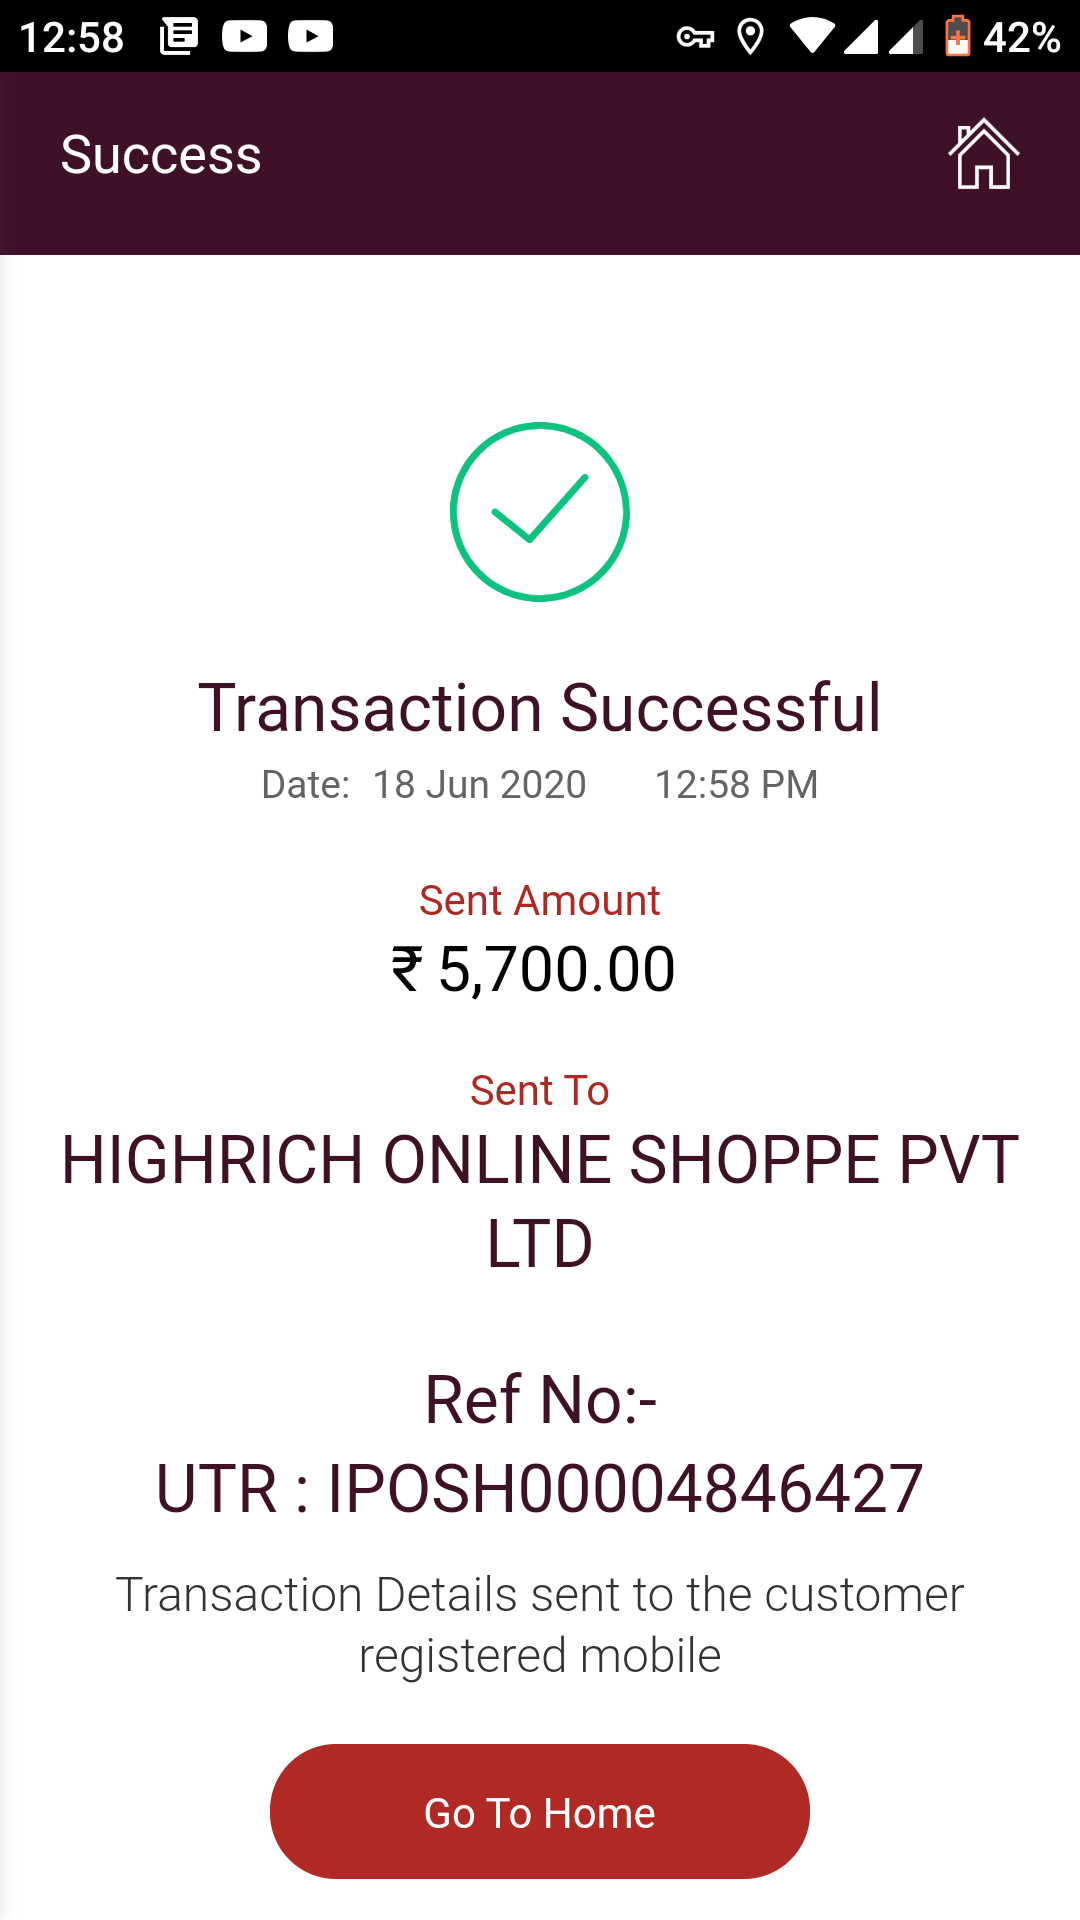 12:58 42%
Success
Transaction Successful
Date: 18 Jun 2020 12:58 PM
Sent Amount
₹ 5,700.00
Sent To
HIGHRICH ONLINE SHOPPE PVT
LTD
Ref No:-
UTR : IPOSH00004846427
Transaction Details sent to the customer
registered mobile
Go To Home